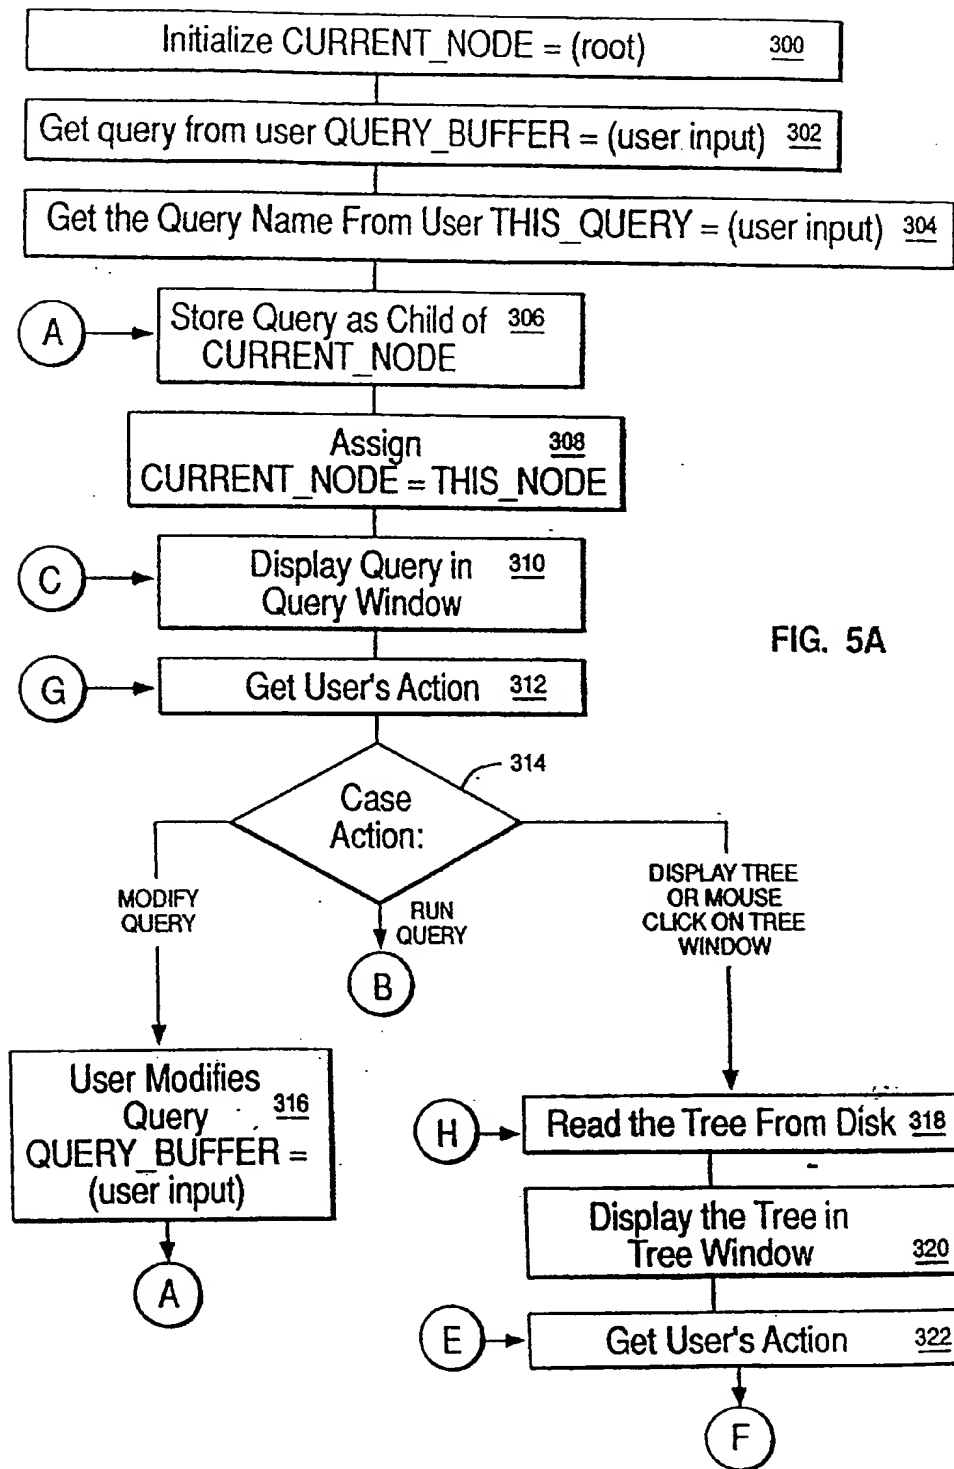 Initialize CURRENT_NODE = (root) 300
Get query from user QUERY_BUFFER = (user input) 302
Get the Query Name From User THIS_QUERY = (user input) 304
A
Store Query as Child of 306
CURRENT_NODE
Assign 308
CURRENT_NODE = THIS_NODE
C
Display Query in 310
Query Window
FIG. 5A
G
Get User's Action 312
314
Case
Action:
MODIFY
QUERY
RUN
QUERY
DISPLAY TREE
OR MOUSE
CLICK ON TREE
WINDOW
B
User Modifies
Query 316
QUERY_BUFFER =
(user input)
A
H
Read the Tree From Disk 318
Display the Tree in
Tree Window 320
E
Get User's Action 322
F